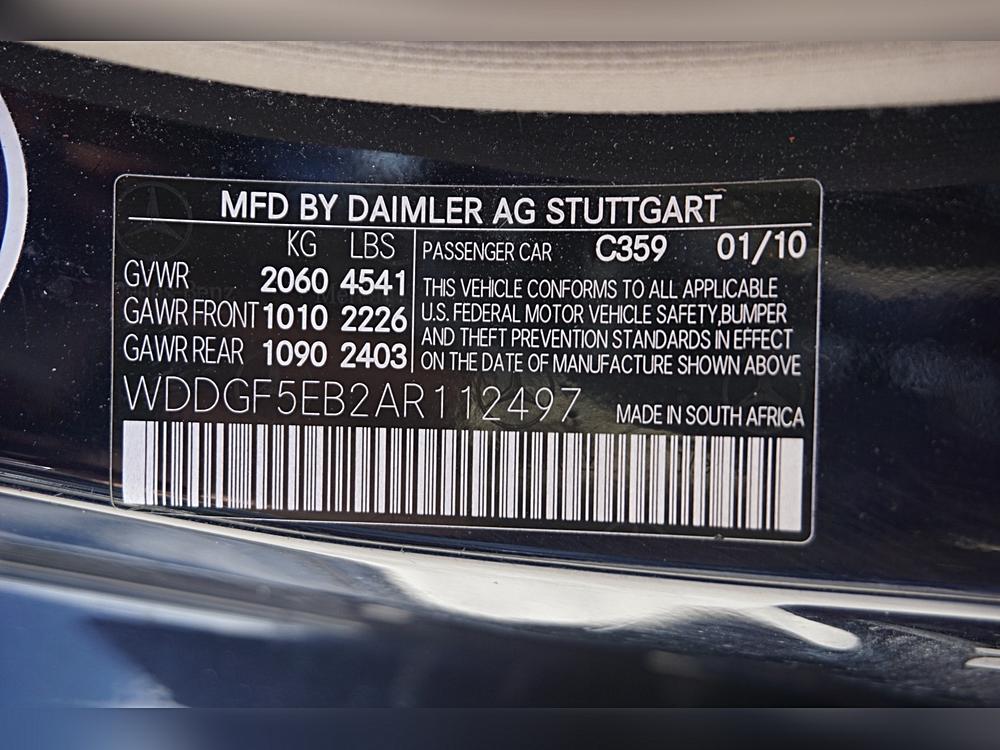 MFD BY DAIMLER AG STUTTGART
KG LBS
GVWR 2060 4541
GAWR FRONT 1010 2226
GAWR REAR 1090 2403
PASSENGER CAR C359 01/10
THIS VEHICLE CONFORMS TO ALL APPLICABLE
U.S. FEDERAL MOTOR VEHICLE SAFETY,BUMPER
AND THEFT PREVENTION STANDARDS IN EFFECT
ON THE DATE OF MANUFACTURE SHOWN ABOVE
WDDGF5EB2AR112497
MADE IN SOUTH AFRICA